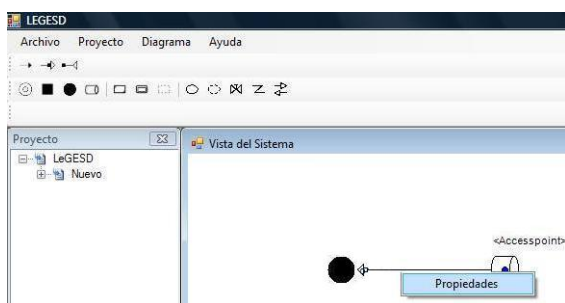 LEGESD
Archivo Proyecto Diagrama Ayuda
Proyecto
LeGESD
Nuevo
Vista del Sistema
<Accesspoint>
Propiedades